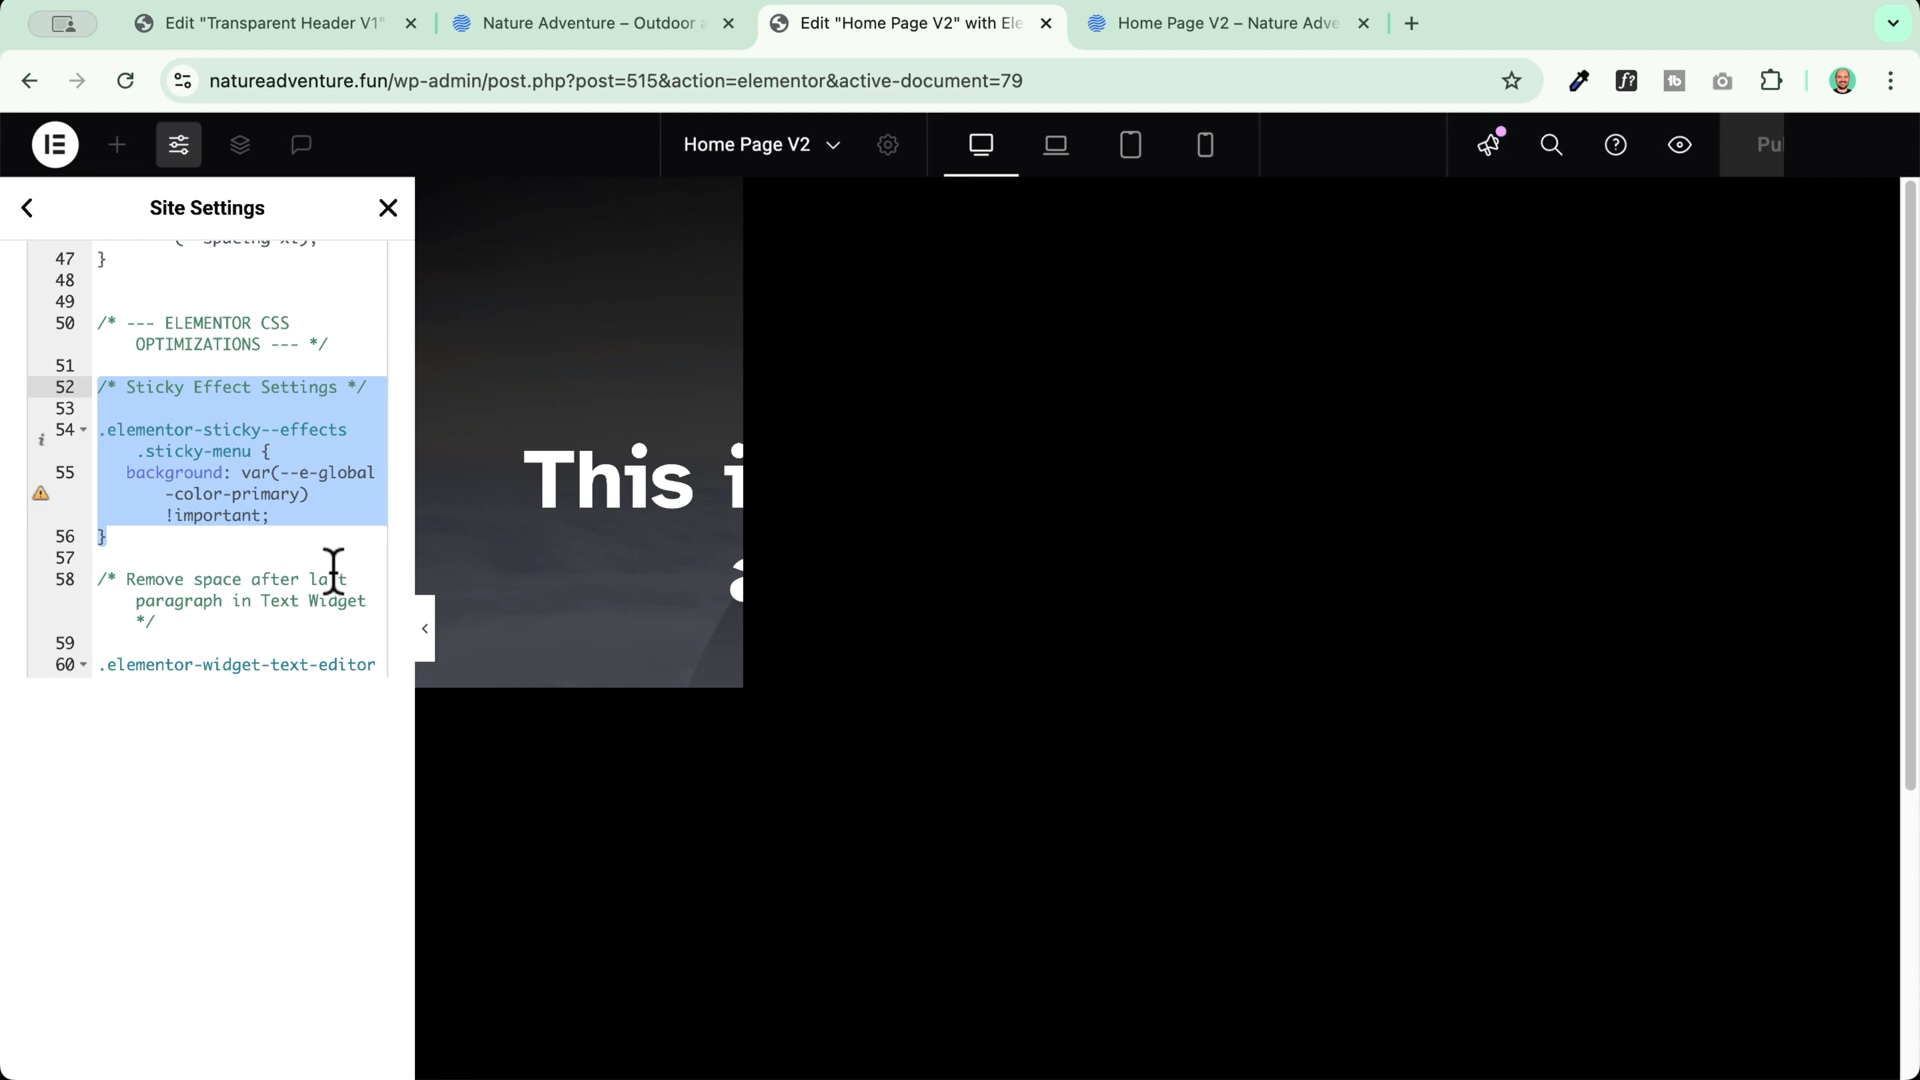 Edit "Transparent Header V1"
Nature Adventure – Outdoor a
Edit "Home Page V2" with Ele
Home Page V2 – Nature Adve
natureadventure.fun/wp-admin/post.php?post=515&action=elementor&active-document=79
Home Page V2
Pu
Site Settings
47 }
48
49
50 /* --- ELEMENTOR CSS
OPTIMIZATIONS --- */
51
52 /* Sticky Effect Settings */
53
54 .elementor-sticky--effects
.sticky-menu {
55 background: var(--e-global
-color-primary)
!important;
56 }
57
58 /* Remove space after last
paragraph in Text Widget
*/
59
60 .elementor-widget-text-editor
This i
a